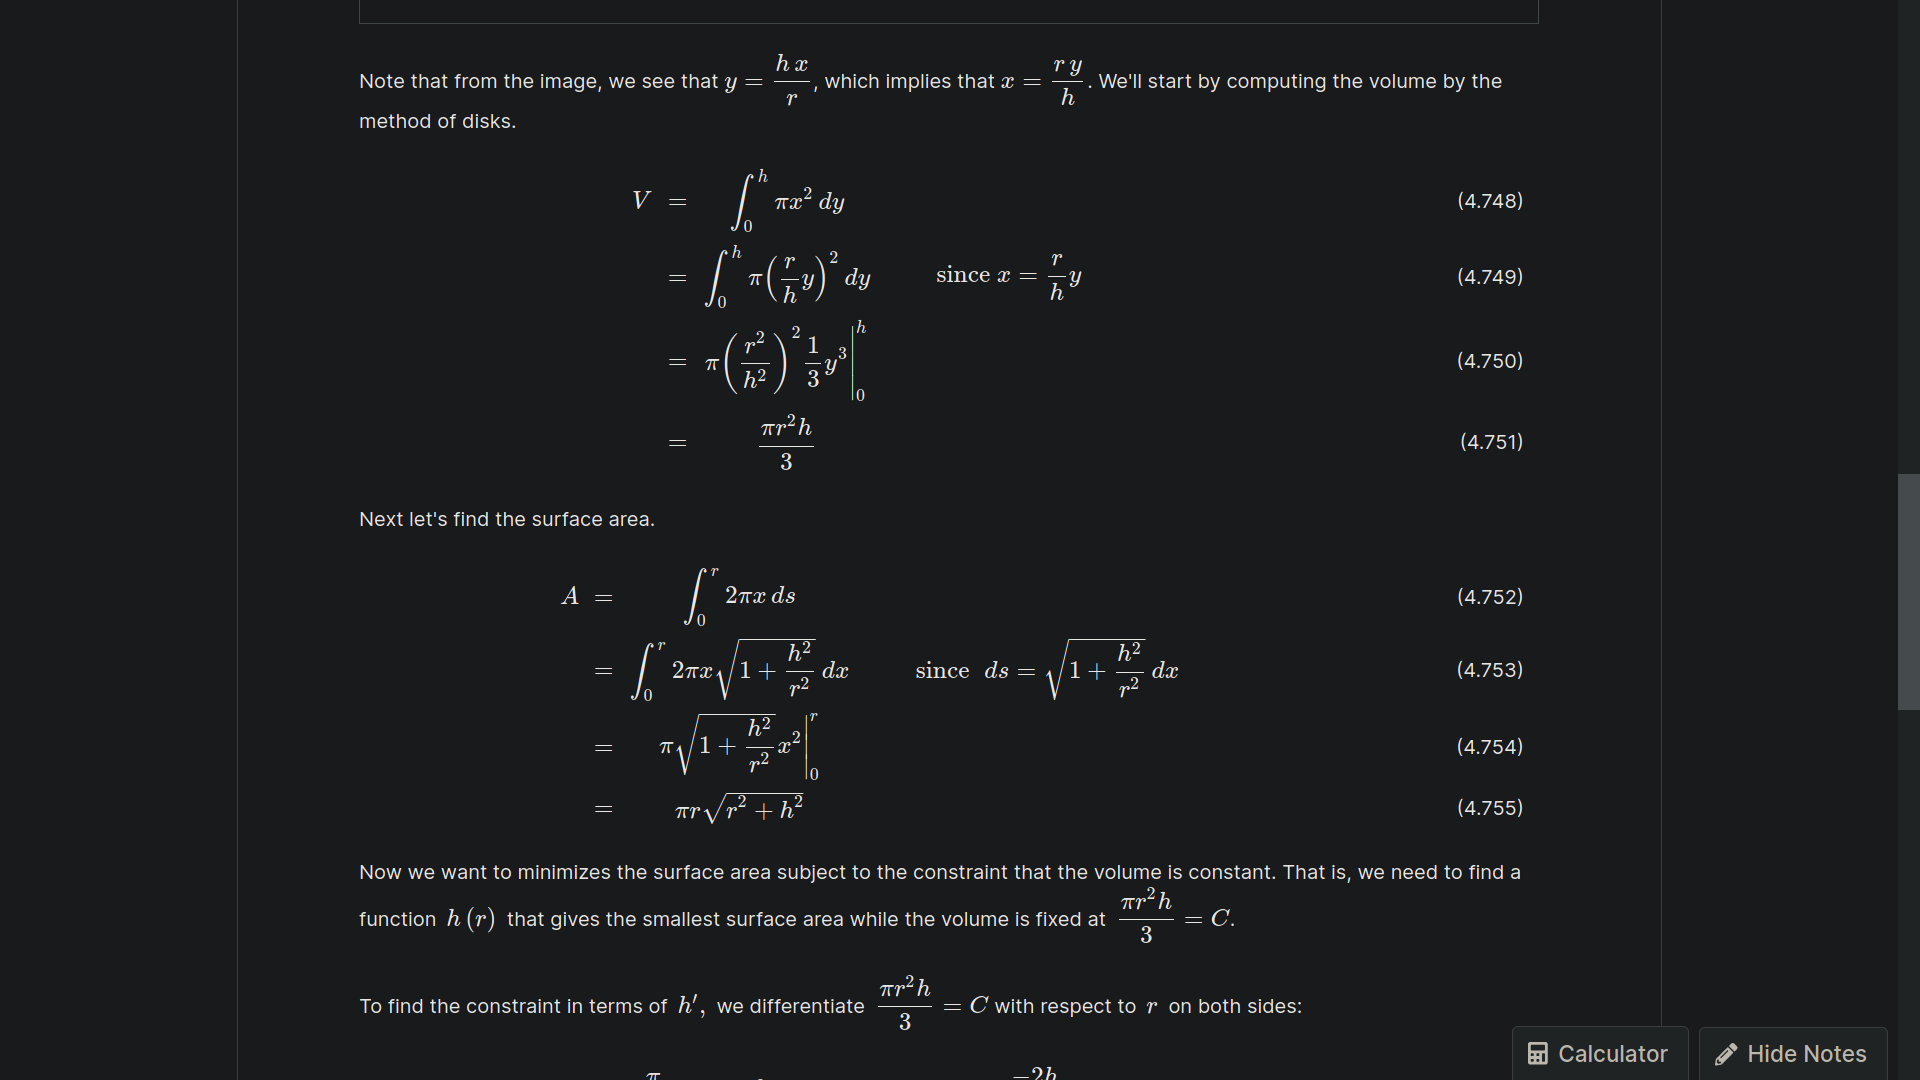 Note that from the image, we see that y = \frac{h x}{r}, which implies that x = \frac{r y}{h}. We'll start by computing the volume by the
method of disks.
V = \int_0^h \pi x^2 \, dy (4.748)
= \int_0^h \pi \left( \frac{r}{h} y \right)^2 dy since x = \frac{r}{h} y (4.749)
= \pi \left( \frac{r^2}{h^2} \right)^2 \frac{1}{3} y^3 \Big|_0^h (4.750)
= \frac{\pi r^2 h}{3} (4.751)
Next let's find the surface area.
A = \int_0^r 2\pi x \, ds (4.752)
= \int_0^r 2\pi x \sqrt{1 + \frac{h^2}{r^2}} \, dx since ds = \sqrt{1 + \frac{h^2}{r^2}} \, dx (4.753)
= \pi \sqrt{1 + \frac{h^2}{r^2}} x^2 \Big|_0^r (4.754)
= \pi r \sqrt{r^2 + h^2} (4.755)
Now we want to minimizes the surface area subject to the constraint that the volume is constant. That is, we need to find a
function h (r) that gives the smallest surface area while the volume is fixed at \frac{\pi r^2 h}{3} = C.
To find the constraint in terms of h', we differentiate \frac{\pi r^2 h}{3} = C with respect to r on both sides:
Calculator
Hide Notes